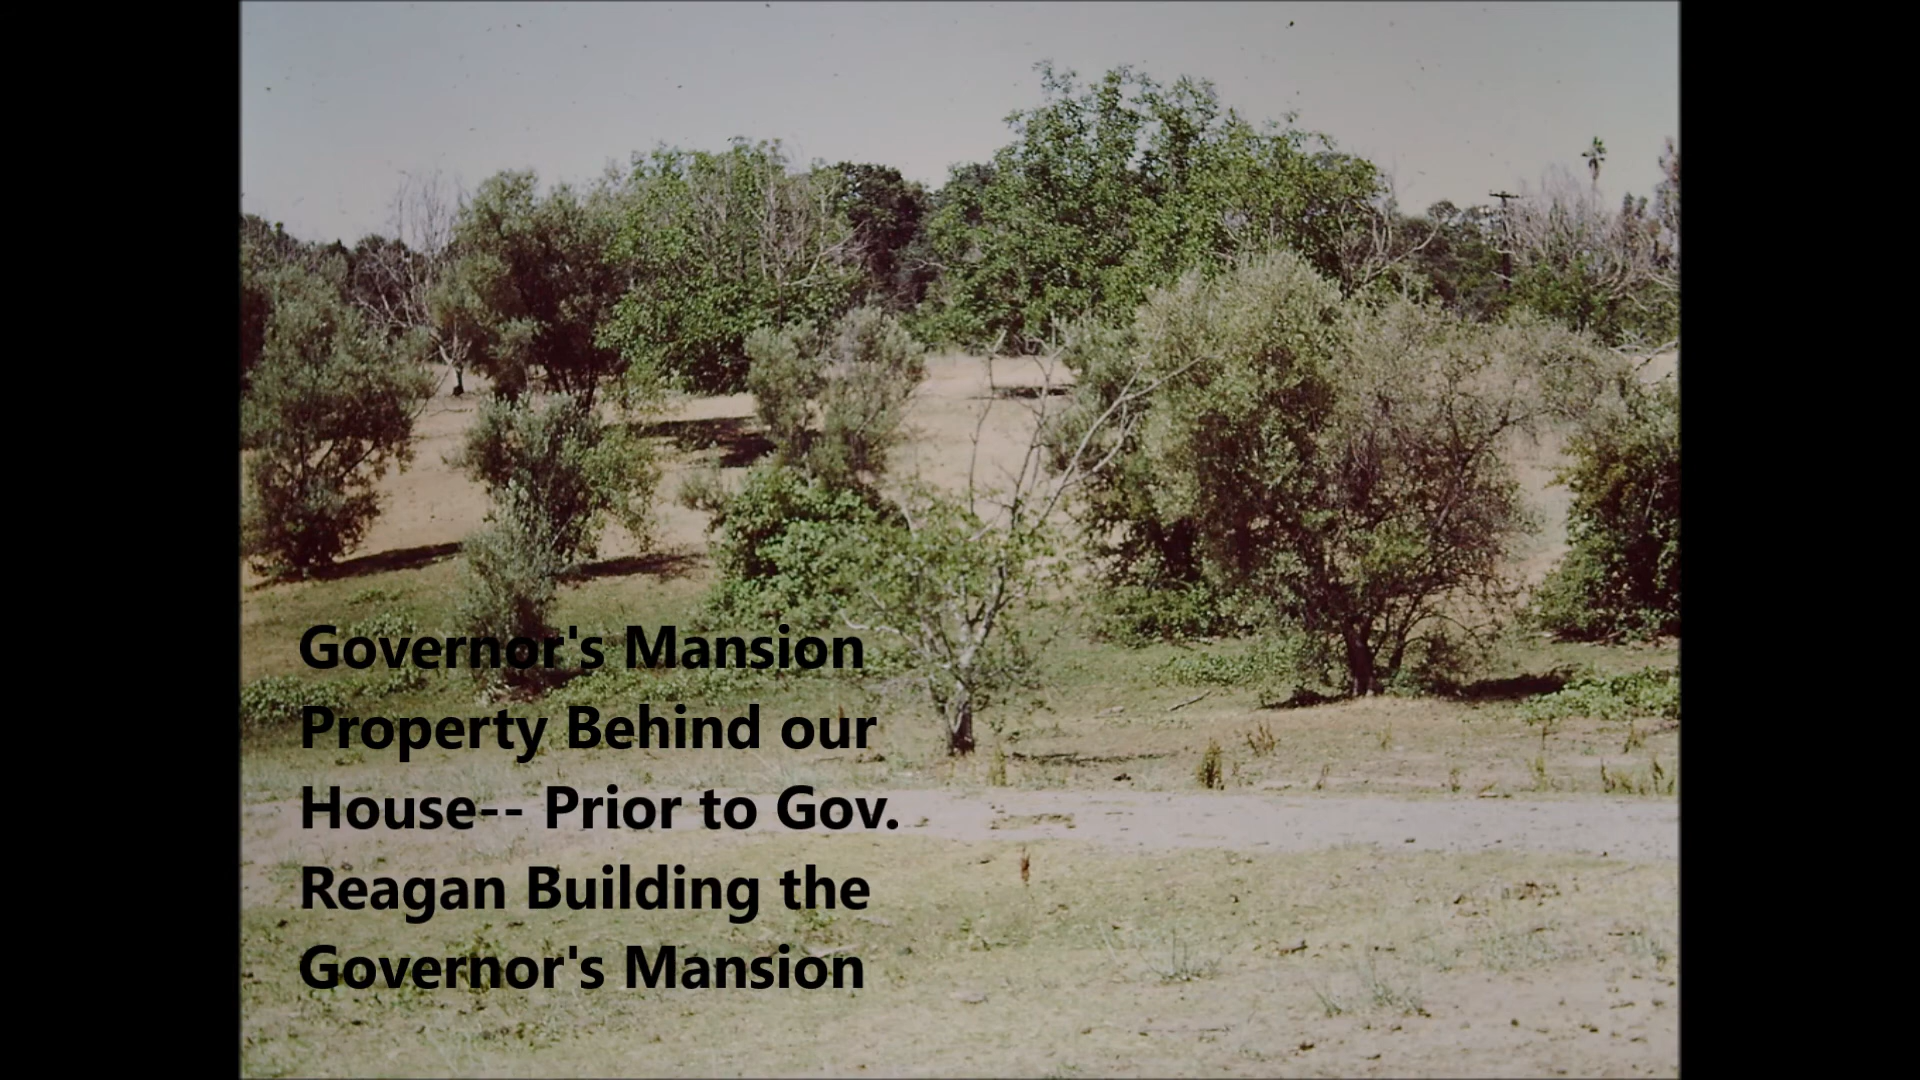 Governor's Mansion
Property Behind our
House-- Prior to Gov.
Reagan Building the
Governor's Mansion